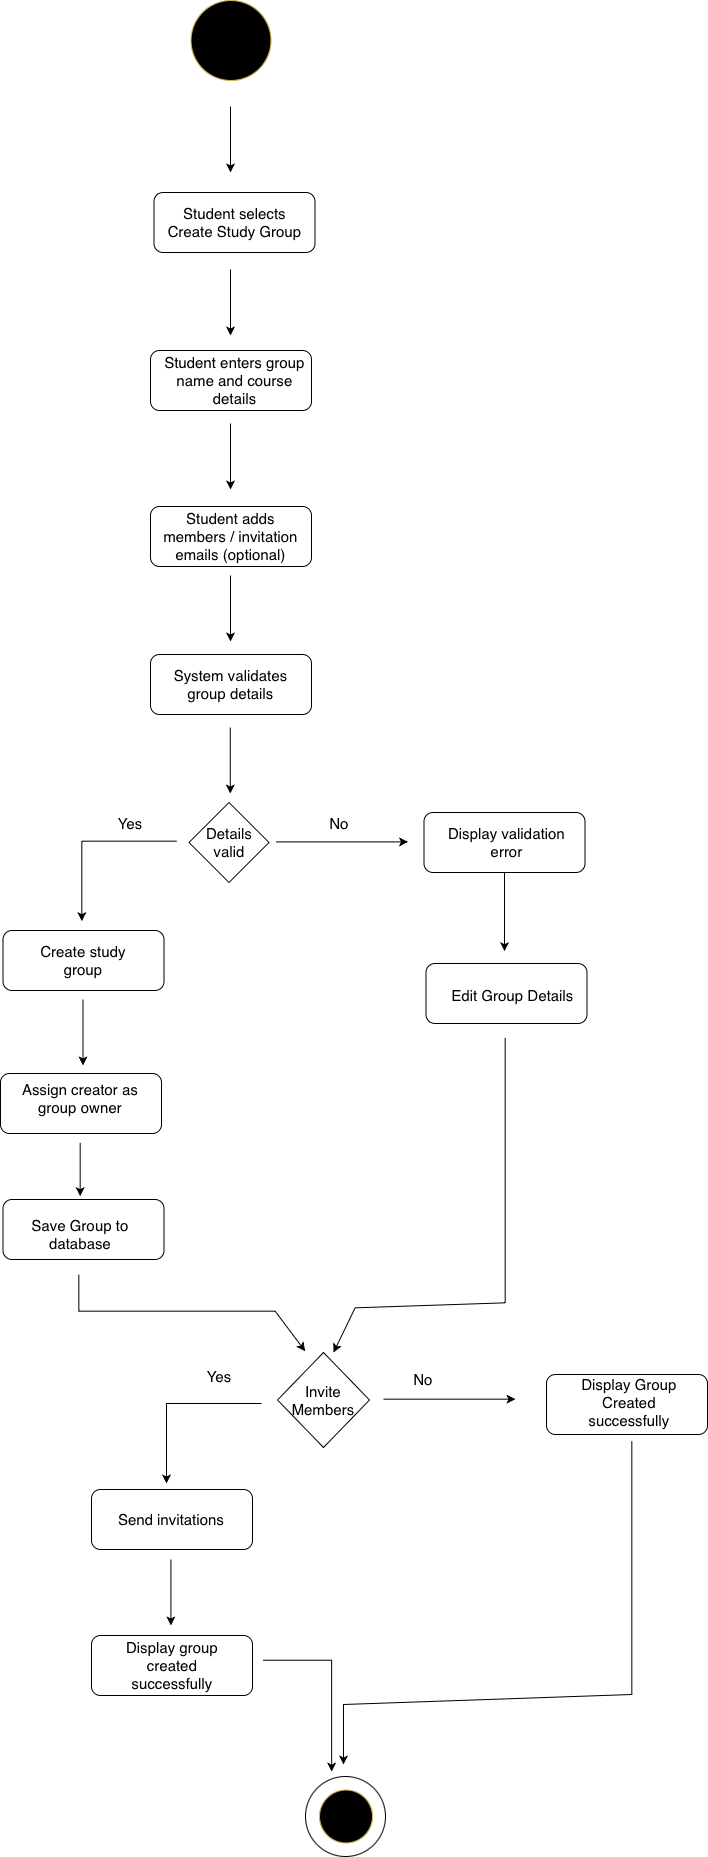 Student selects
Create Study Group
Student enters group
name and course
details
Student adds
members / invitation
emails (optional)
System validates
group details
Yes
Details
valid
No
Display validation
error
Create study
group
Edit Group Details
Assign creator as
group owner
Save Group to
database
Yes
Invite
Members
No
Display Group
Created
successfully
Send invitations
Display group
created
successfully